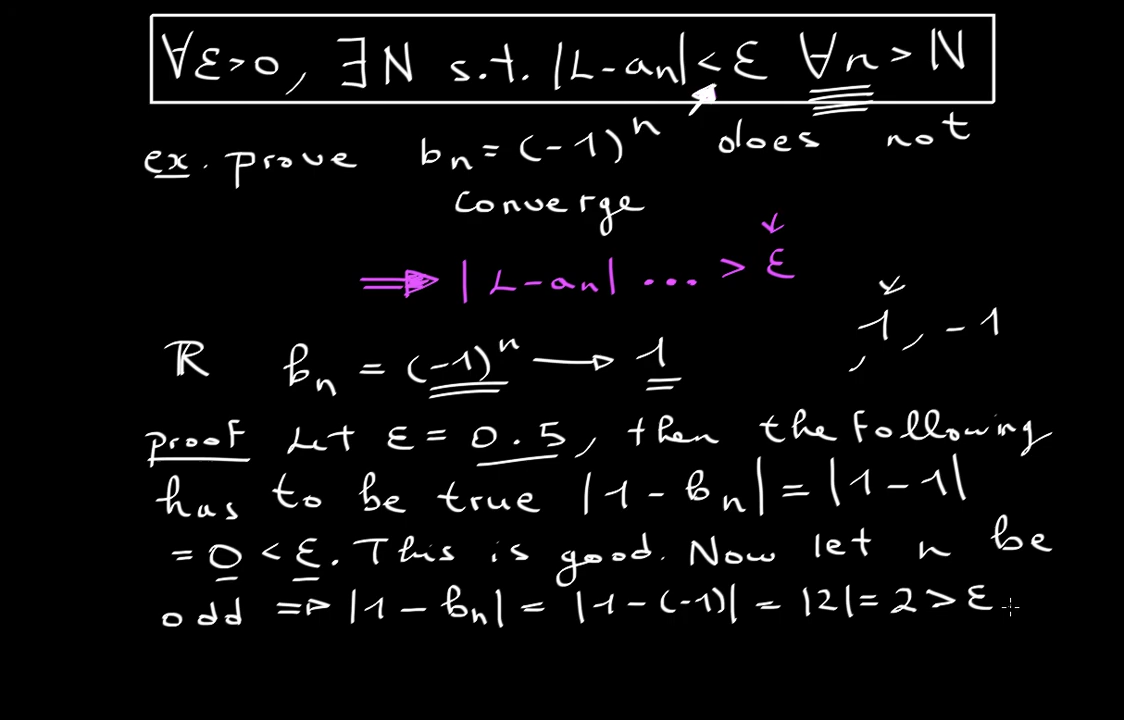 ∀ε>0, ∃N s.t. |L-an|<ε ∀n>N
ex. prove bn=(-1)^n does not
converge
⟹ |L-an| ... > ε
, 1, -1
ℝ bn = (-1)^n → 1
proof Let ε = 0.5, then the following
has to be true |1-bn|=|1-1|
= 0 < ε. This is good. Now let n be
odd ⇒ |1-bn| = |1-(-1)| = |2|= 2 > ε